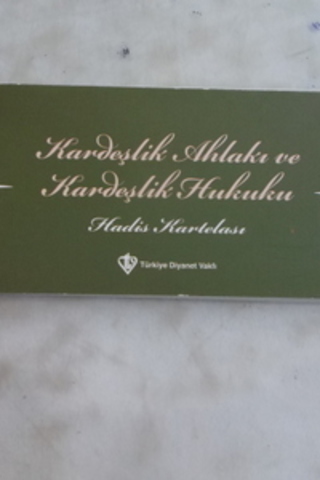 Kardeşlik Ahlakı ve
Kardeşlik Hukuku
Hadis Kartelası
Türkiye Diyanet Vakfı